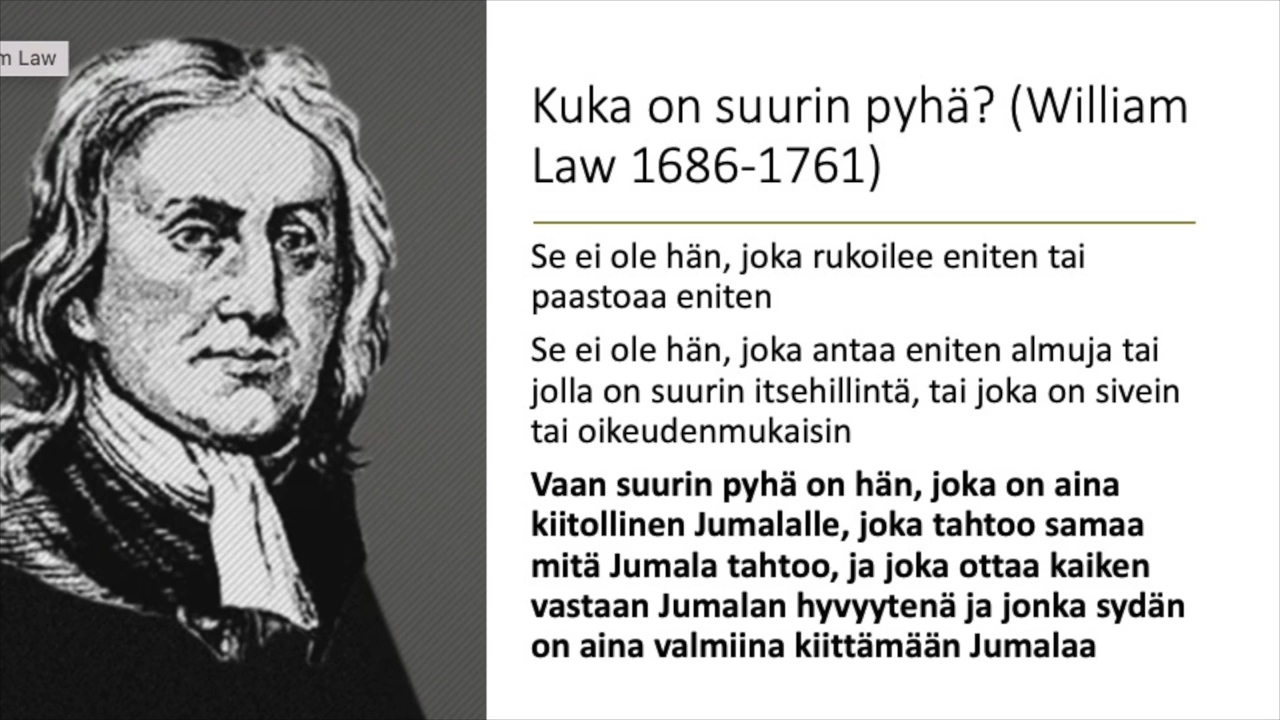 m Law
Kuka on suurin pyhä? (William
Law 1686-1761)
Se ei ole hän, joka rukoilee eniten tai
paastoaa eniten
Se ei ole hän, joka antaa eniten almuja tai
jolla on suurin itsehillintä, tai joka on sivein
tai oikeudenmukaisin
Vaan suurin pyhä on hän, joka on aina
kiitollinen Jumalalle, joka tahtoo samaa
mitä Jumala tahtoo, ja joka ottaa kaiken
vastaan Jumalan hyvyytenä ja jonka sydän
on aina valmiina kiittämään Jumalaa